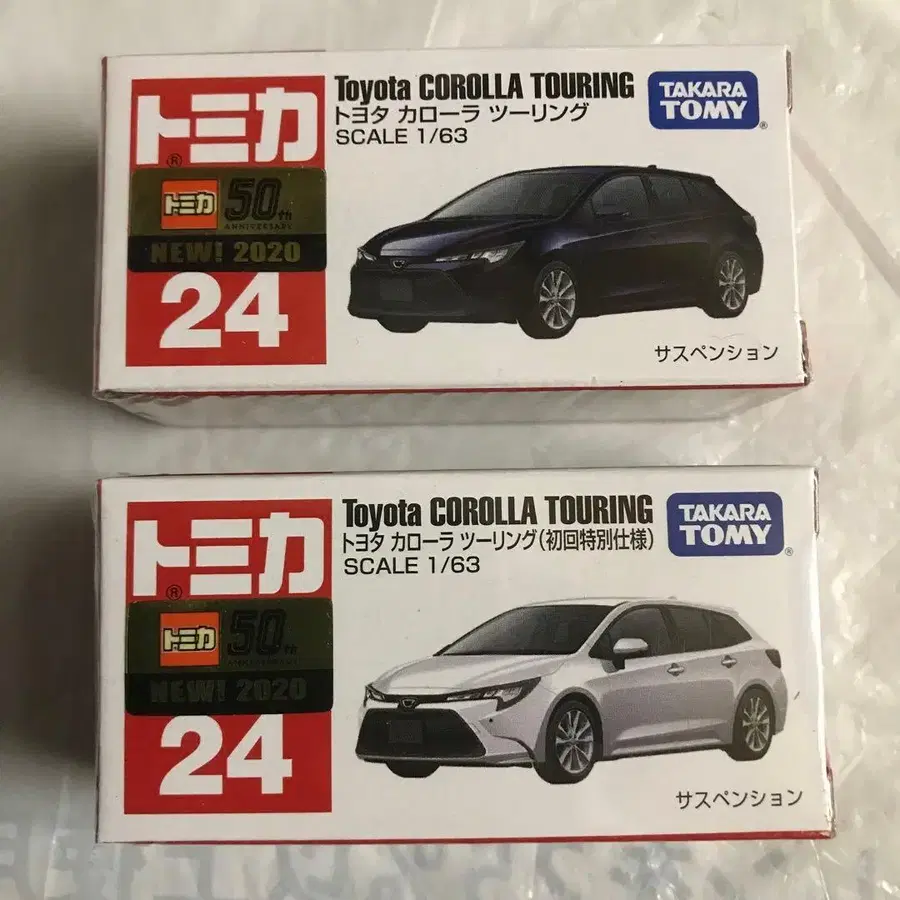 トミカ
®
トミカ 50th
ANNIVERSARY
NEW! 2020
24
Toyota COROLLA TOURING
トヨタ カローラ ツーリング
SCALE 1/63
TAKARA
TOMY®
サスペンション
トミカ
®
トミカ 50th
ANNIVERSARY
NEW! 2020
24
Toyota COROLLA TOURING
トヨタ カローラ ツーリング(初回特別仕様)
SCALE 1/63
TAKARA
TOMY®
サスペンション